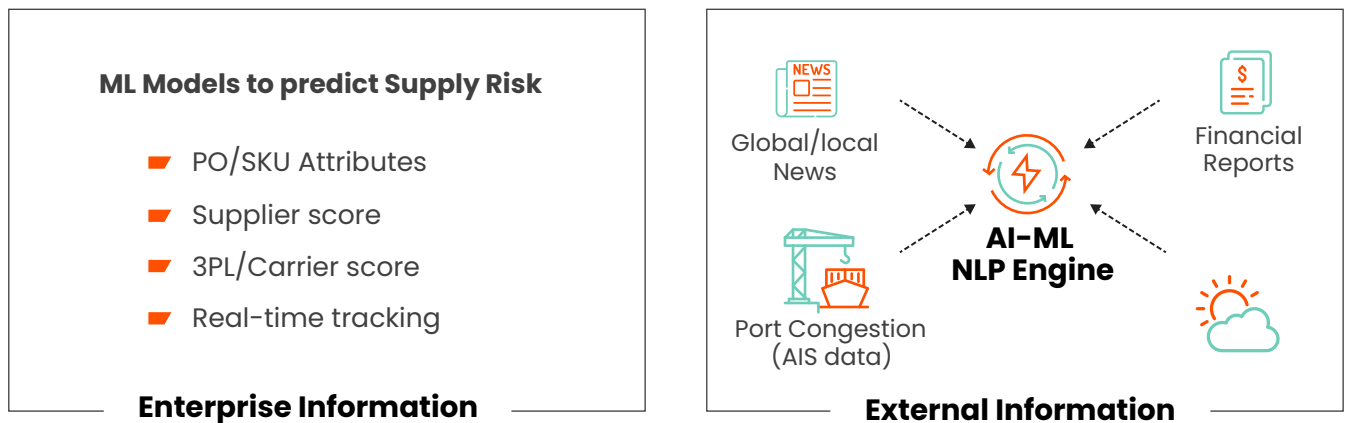 ML Models to predict Supply Risk
PO/SKU Attributes
Supplier score
3PL/Carrier score
Real-time tracking
Enterprise Information
NEWS
Global/local
News
$
Financial
Reports
AI-ML
NLP Engine
Port Congestion
(AIS data)
External Information